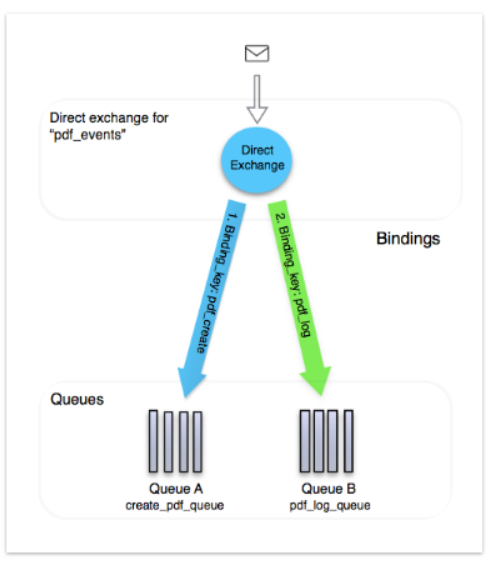 Direct exchange for
"pdf_events"
Direct
Exchange
Bindings
1. Binding_key: pdf_create
2. Binding_key: pdf_log
Queues
Queue A
create_pdf_queue
Queue B
pdf_log_queue